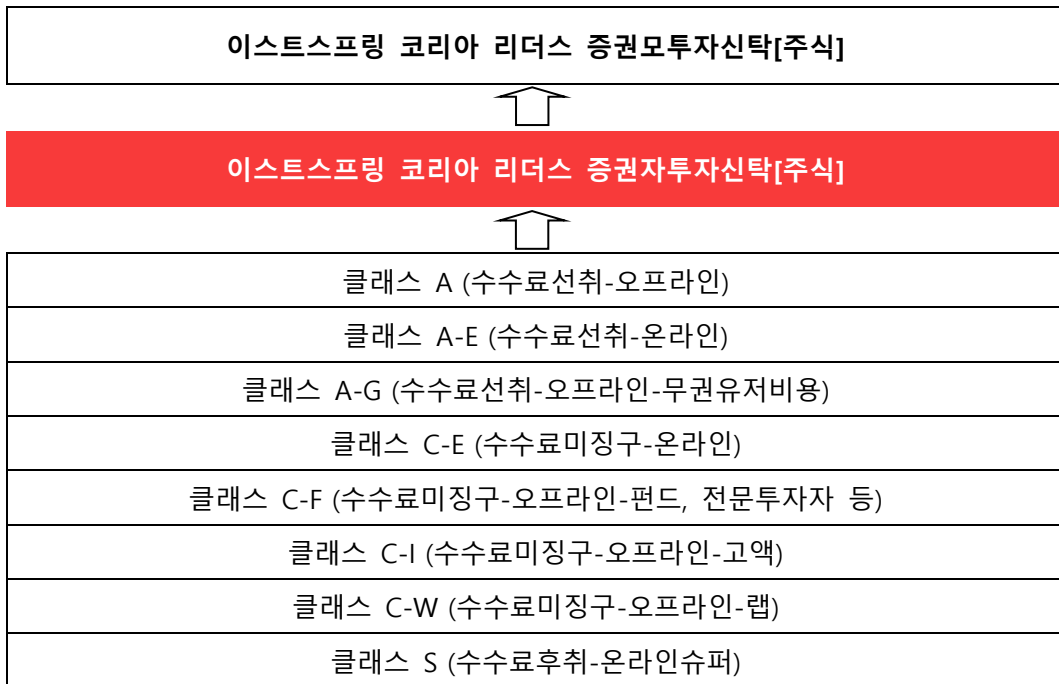 이스트스프링 코리아 리더스 증권모투자신탁[주식]
이스트스프링 코리아 리더스 증권자투자신탁[주식]
클래스 A (수수료선취-오프라인)
클래스 A-E (수수료선취-온라인)
클래스 A-G (수수료선취-오프라인-무권유저비용)
클래스 C-E (수수료미징구-온라인)
클래스 C-F (수수료미징구-오프라인-펀드, 전문투자자 등)
클래스 C-I (수수료미징구-오프라인-고액)
클래스 C-W (수수료미징구-오프라인-랩)
클래스 S (수수료후취-온라인슈퍼)